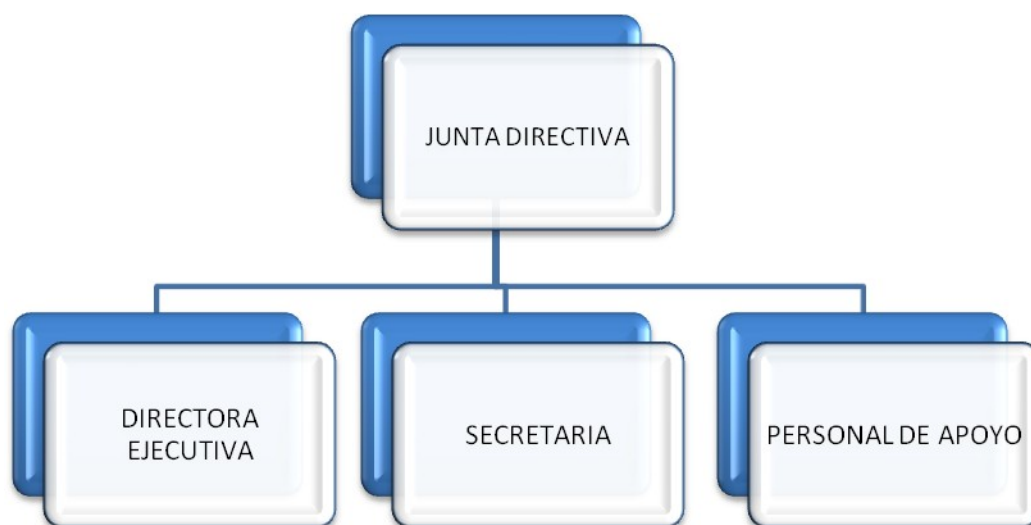 JUNTA DIRECTIVA
DIRECTORA
EJECUTIVA
SECRETARIA
PERSONAL DE APOYO